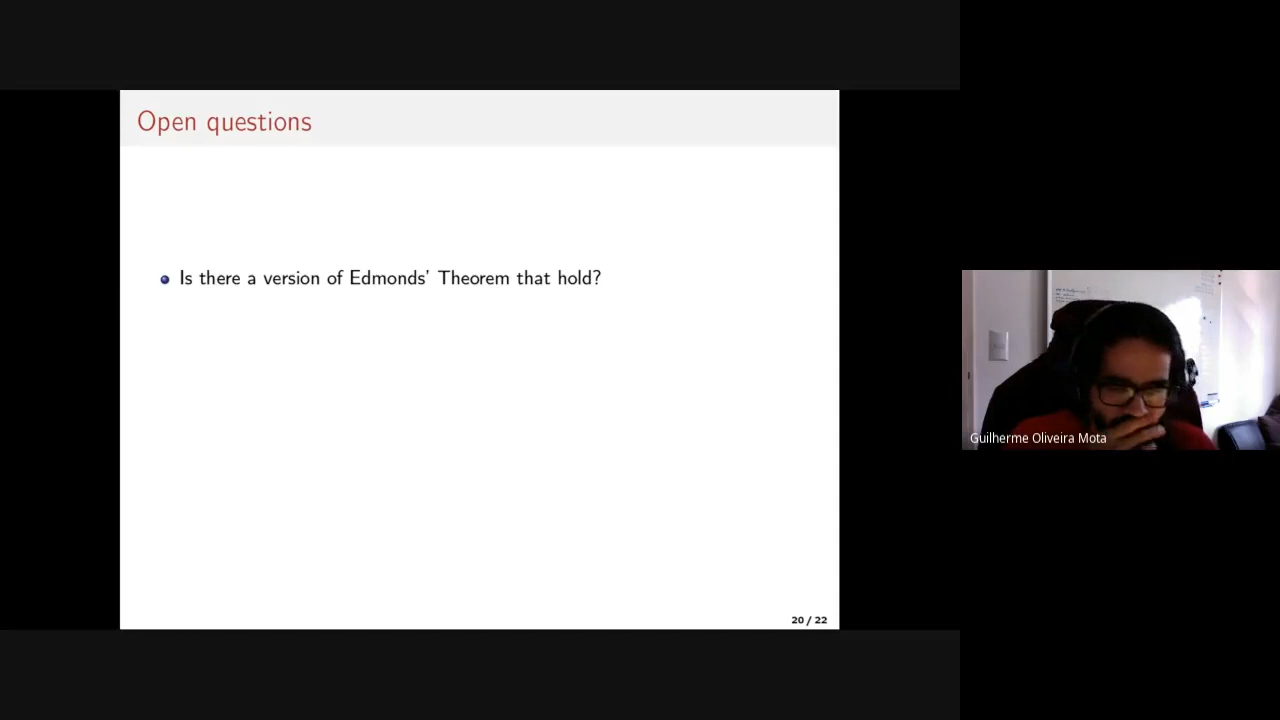 Open questions
Is there a version of Edmonds' Theorem that hold?
20 / 22
Guilherme Oliveira Mota